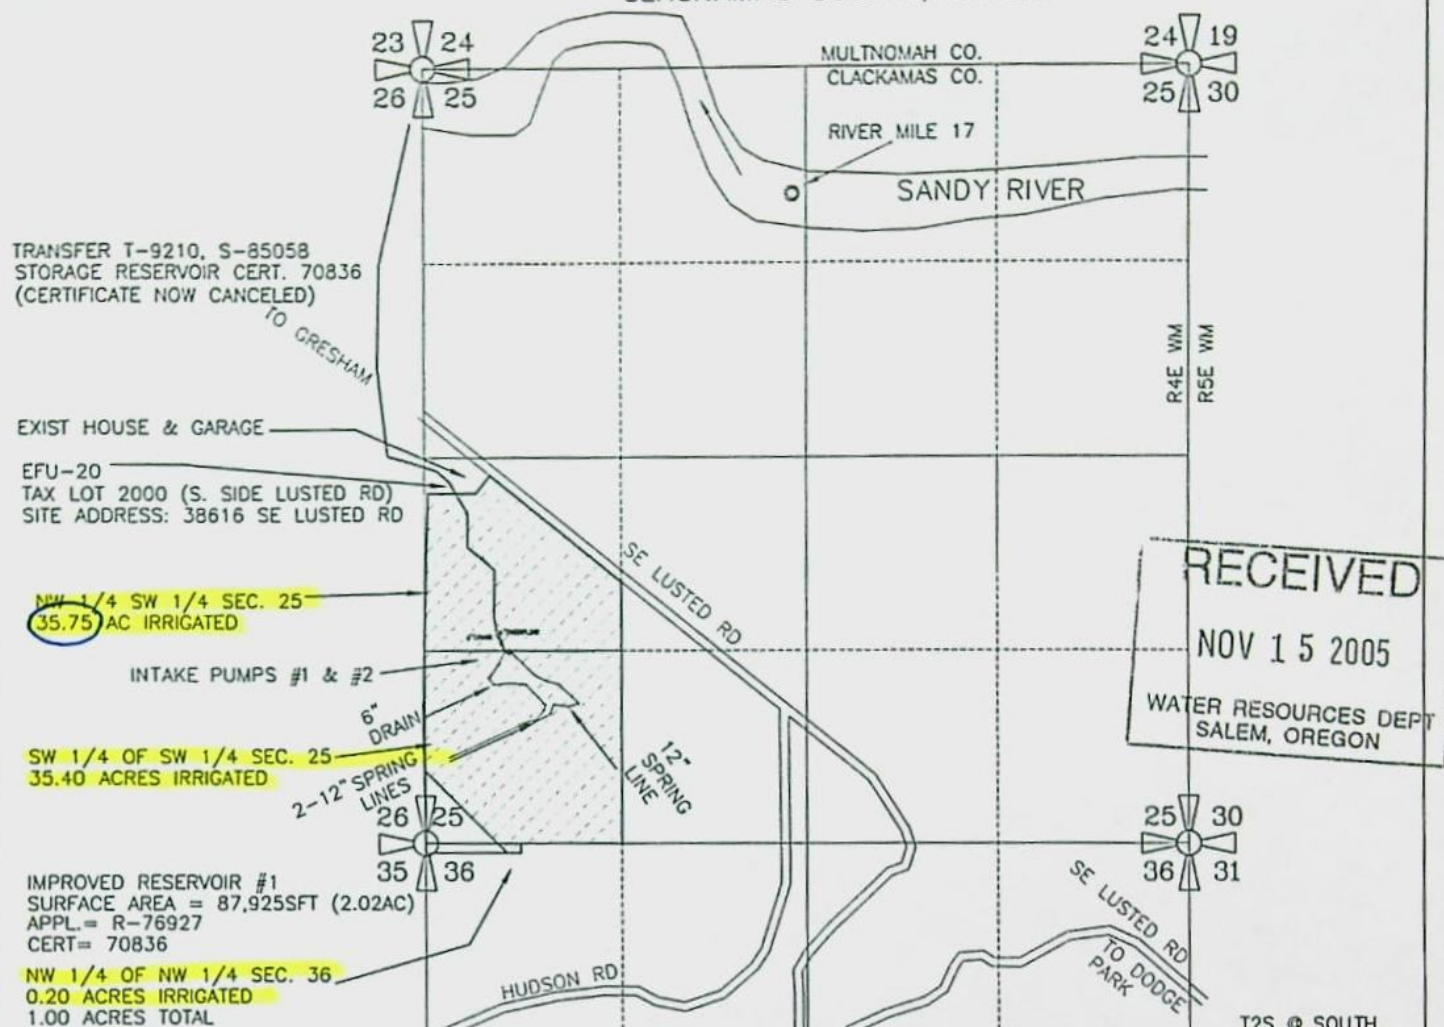 23 24
26 25
24 19
25 30
MULTNOMAH CO.
CLACKAMAS CO.
RIVER MILE 17
SANDY RIVER
TRANSFER T-9210, S-85058
STORAGE RESERVOIR CERT. 70836
(CERTIFICATE NOW CANCELED)
TO GRESHAM
R4E WM
R5E WM
EXIST HOUSE & GARAGE
EFU-20
TAX LOT 2000 (S. SIDE LUSTED RD)
SITE ADDRESS: 38616 SE LUSTED RD
SE LUSTED RD
RECEIVED
NOV 15 2005
WATER RESOURCES DEPT
SALEM, OREGON
NW 1/4 SW 1/4 SEC. 25
35.75 AC IRRIGATED
INTAKE PUMPS #1 & #2
6"
DRAIN
SW 1/4 OF SW 1/4 SEC. 25
35.40 ACRES IRRIGATED
2-12" SPRING
LINES
12"
SPRING
LINE
26 25
35 36
25 30
36 31
IMPROVED RESERVOIR #1
SURFACE AREA = 87,925SFT (2.02AC)
APPL.= R-76927
CERT= 70836
NW 1/4 OF NW 1/4 SEC. 36
0.20 ACRES IRRIGATED
1.00 ACRES TOTAL
HUDSON RD
SE LUSTED RD
TO DODGE
PARK
T2S @ SOUTH